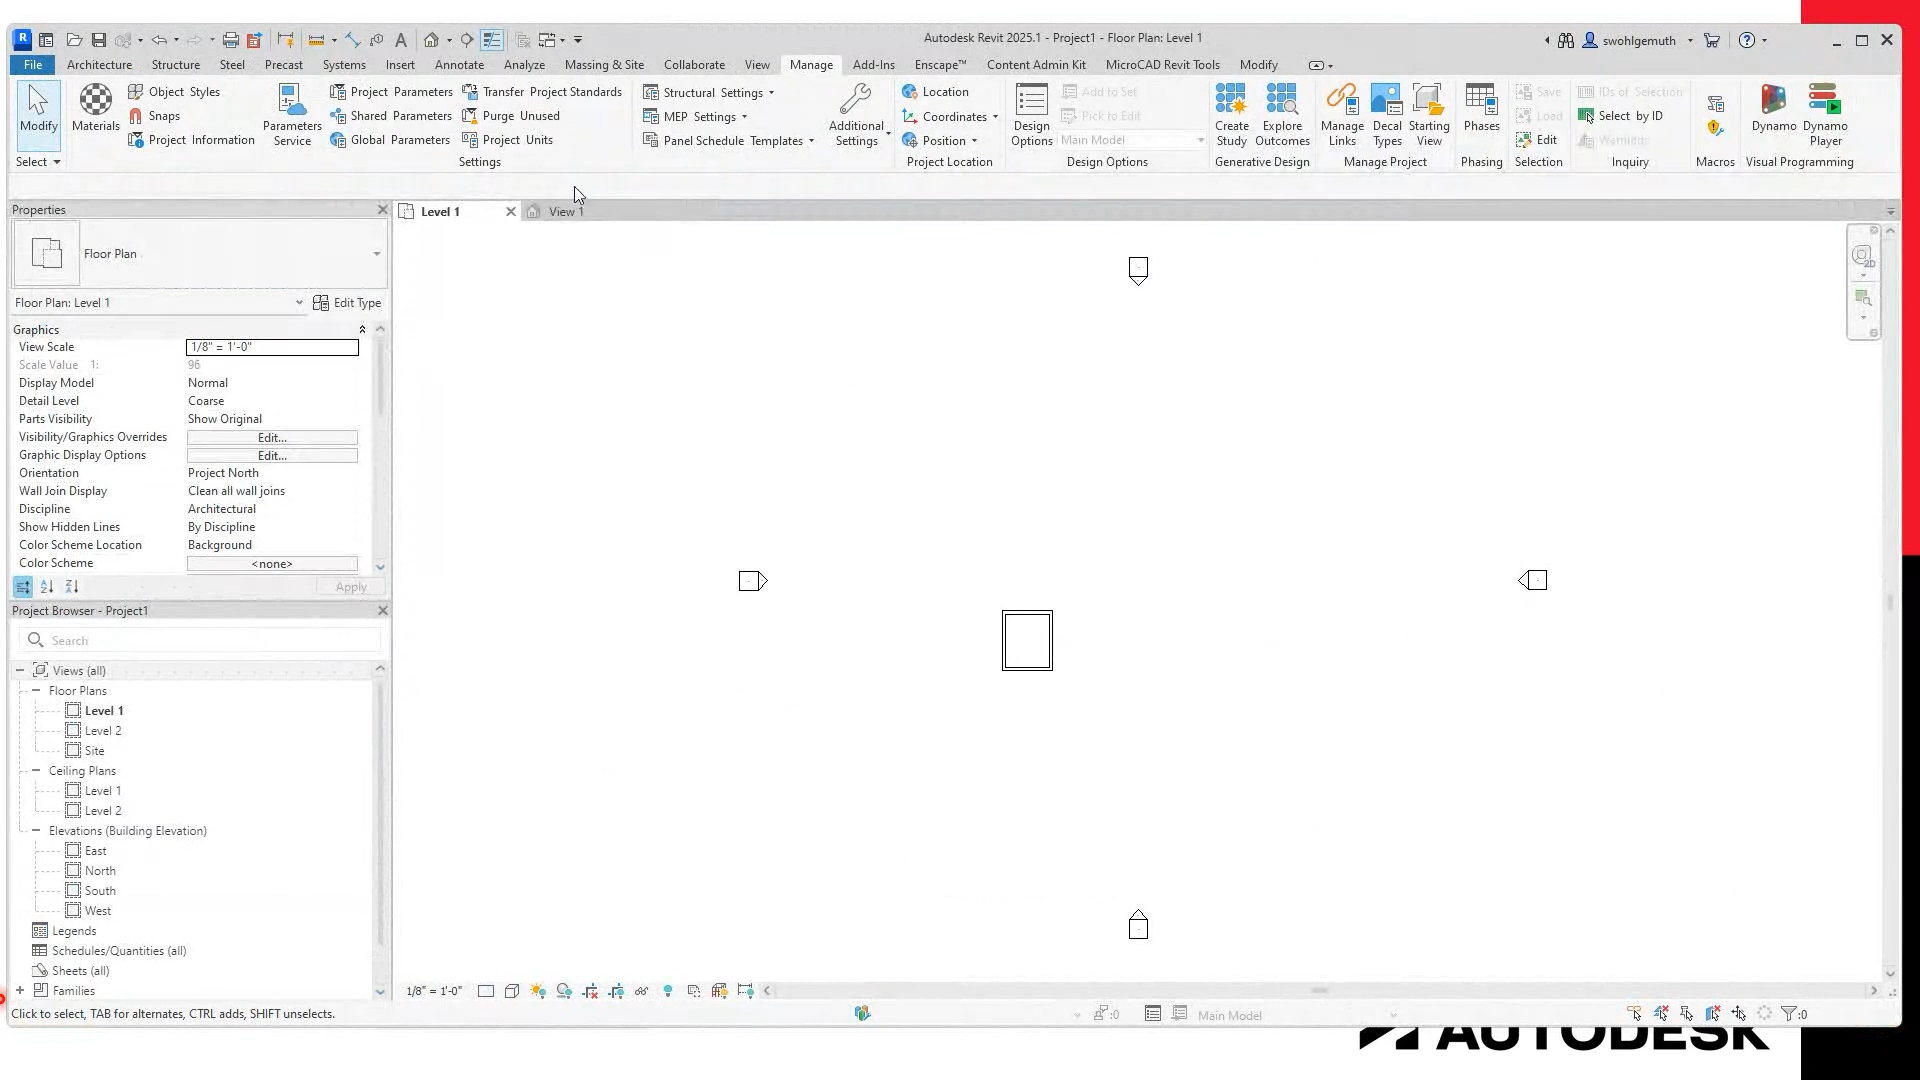 Autodesk Revit 2025.1 - Project1 - Floor Plan: Level 1
swohlgemuth
File Architecture Structure Steel Precast Systems Insert Annotate Analyze Massing & Site Collaborate View Manage Add-Ins Enscape™ Content Admin Kit MicroCAD Revit Tools Modify
Modify
Select
Materials
Object Styles
Snaps
Project Information
Parameters
Service
Project Parameters
Shared Parameters
Global Parameters
Transfer Project Standards
Purge Unused
Project Units
Settings
Structural Settings
MEP Settings
Panel Schedule Templates
Additional
Settings
Location
Coordinates
Position
Project Location
Design
Options
Add to Set
Pick to Edit
Main Model
Design Options
Create
Study
Explore
Outcomes
Generative Design
Manage
Links
Decal
Types
Starting
View
Manage Project
Phases
Phasing
Save
Load
Edit
Selection
IDs of Selection
Select by ID
Warnings
Inquiry
Macros
Dynamo
Dynamo
Player
Visual Programming
Properties
Level 1
View 1
Floor Plan
Floor Plan: Level 1
Edit Type
Graphics
View Scale 1/8" = 1'-0"
Scale Value 1: 96
Display Model Normal
Detail Level Coarse
Parts Visibility Show Original
Visibility/Graphics Overrides Edit...
Graphic Display Options Edit...
Orientation Project North
Wall Join Display Clean all wall joins
Discipline Architectural
Show Hidden Lines By Discipline
Color Scheme Location Background
Color Scheme <none>
Apply
Project Browser - Project1
Search
Views (all)
Floor Plans
Level 1
Level 2
Site
Ceiling Plans
Level 1
Level 2
Elevations (Building Elevation)
East
North
South
West
Legends
Schedules/Quantities (all)
Sheets (all)
Families
2D
1/8" = 1'-0"
Click to select, TAB for alternates, CTRL adds, SHIFT unselects.
:0
Main Model
:0
AUTODESK